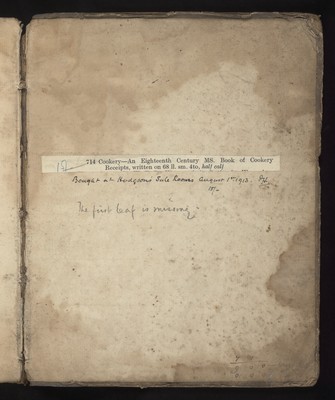 714 Cookery—An Eighteenth Century MS. Book of Cookery
Receipts, written on 68 ll. sm. 4to, half calf
Bought at Hodgson's Sale Rooms August 1st 1913.
The first leaf is missing.